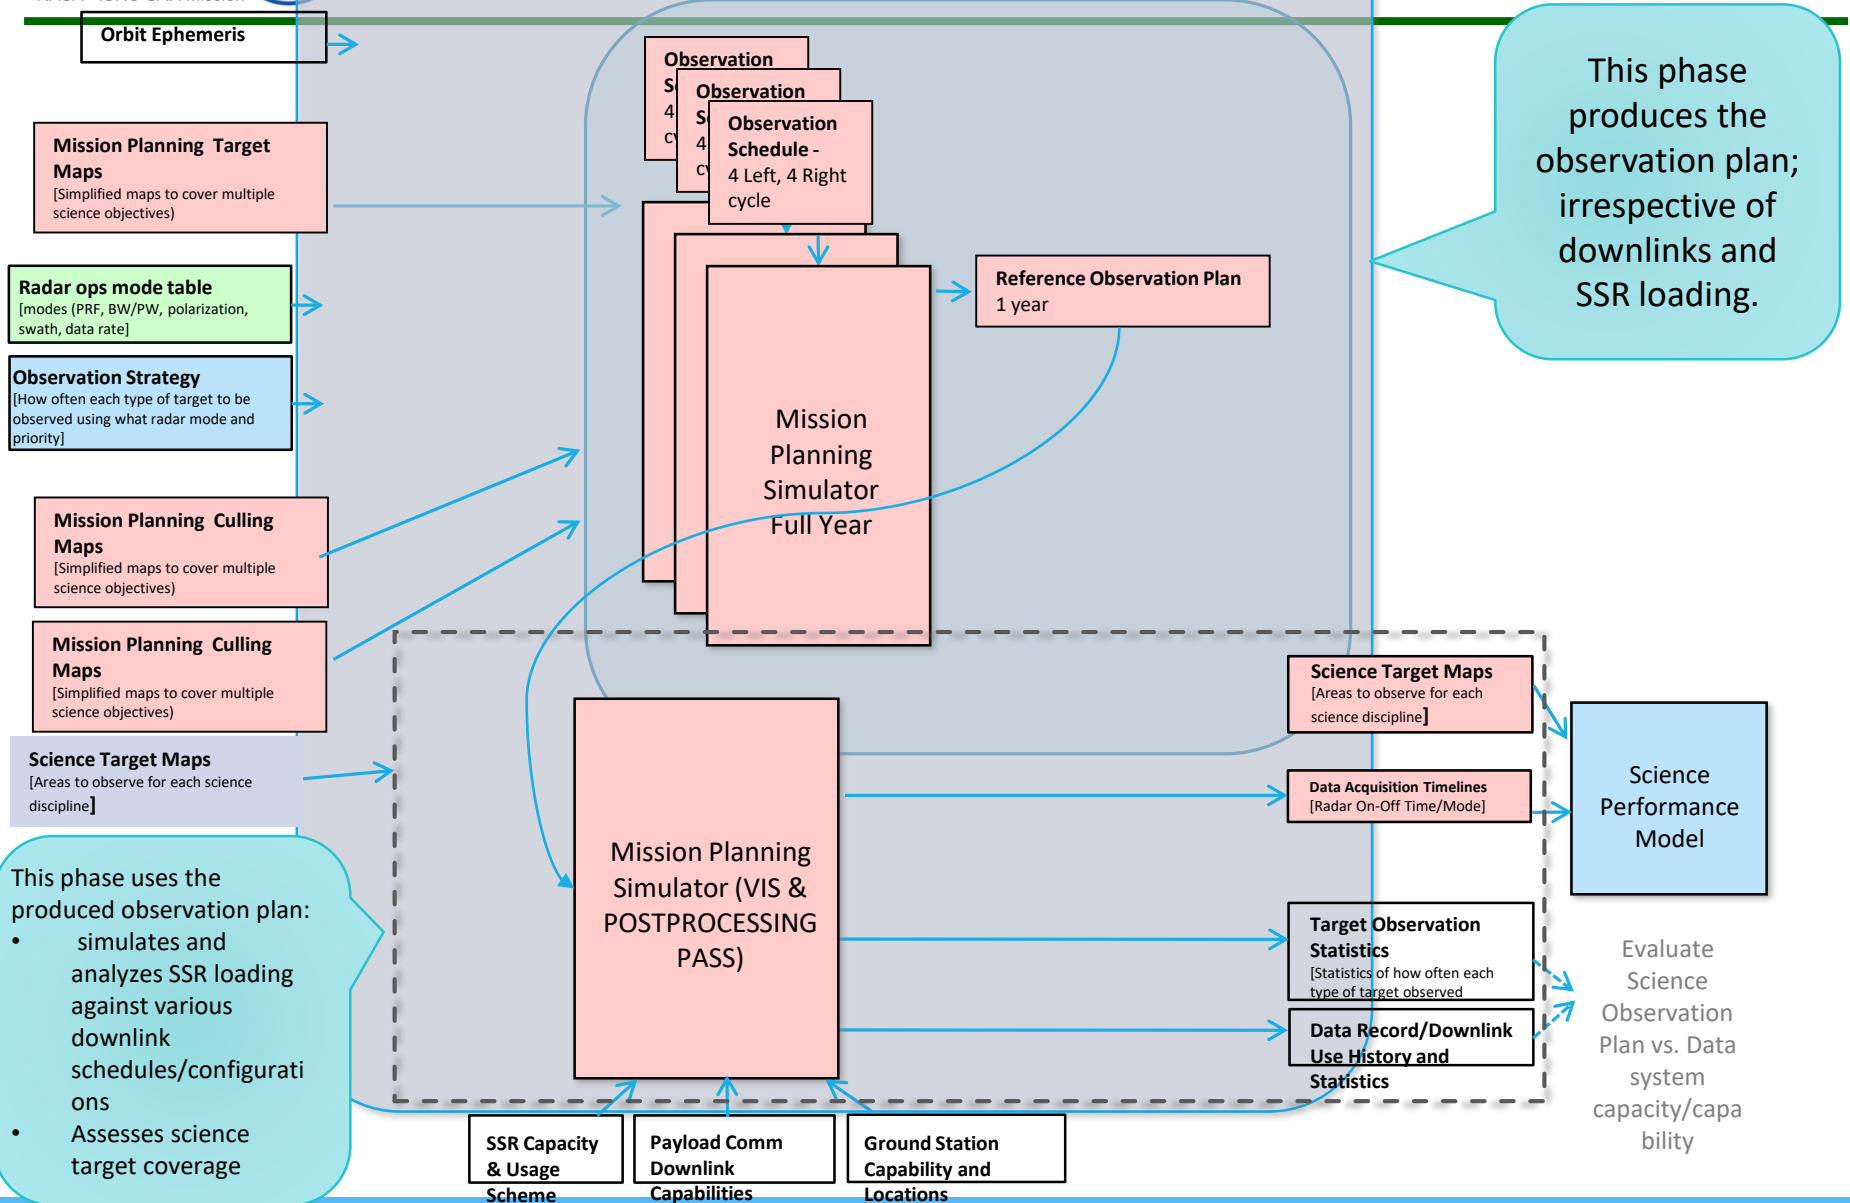 Orbit Ephemeris
Observation
Observation
Observation
Schedule -
4 Left, 4 Right
cycle
Mission Planning Target
Maps
[Simplified maps to cover multiple
science objectives)
Radar ops mode table
[modes (PRF, BW/PW, polarization,
swath, data rate]
Observation Strategy
[How often each type of target to be
observed using what radar mode and
priority]
Reference Observation Plan
1 year
This phase
produces the
observation plan;
irrespective of
downlinks and
SSR loading.
Mission
Planning
Simulator
Full Year
Mission Planning Culling
Maps
[Simplified maps to cover multiple
science objectives)
Mission Planning Culling
Maps
[Simplified maps to cover multiple
science objectives)
Science Target Maps
[Areas to observe for each science
discipline]
This phase uses the
produced observation plan:
• simulates and
analyzes SSR loading
against various
downlink
schedules/configurati
ons
• Assesses science
target coverage
Mission Planning
Simulator (VIS &
POSTPROCESSING
PASS)
Science Target Maps
[Areas to observe for each
science discipline]
Data Acquisition Timelines
[Radar On-Off Time/Mode]
Target Observation
Statistics
[Statistics of how often each
type of target observed
Data Record/Downlink
Use History and
Statistics
Science
Performance
Model
Evaluate
Science
Observation
Plan vs. Data
system
capacity/capa
bility
SSR Capacity
& Usage
Scheme
Payload Comm
Downlink
Capabilities
Ground Station
Capability and
Locations